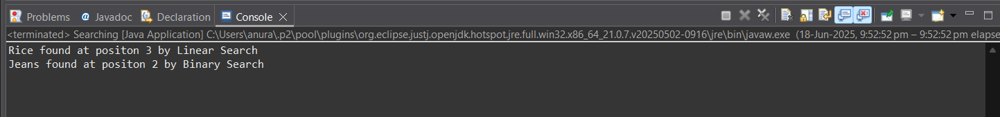 Problems @ Javadoc Declaration Console
<terminated> Searching [Java Application] C:\Users\anura\.p2\pool\plugins\org.eclipse.justj.openjdk.hotspot.jre.full.win32.x86_64_21.0.7.v20250502-0916\jre\bin\javaw.exe (18-Jun-2025, 9:52:52 pm – 9:52:52 pm elapse
Rice found at positon 3 by Linear Search
Jeans found at positon 2 by Binary Search